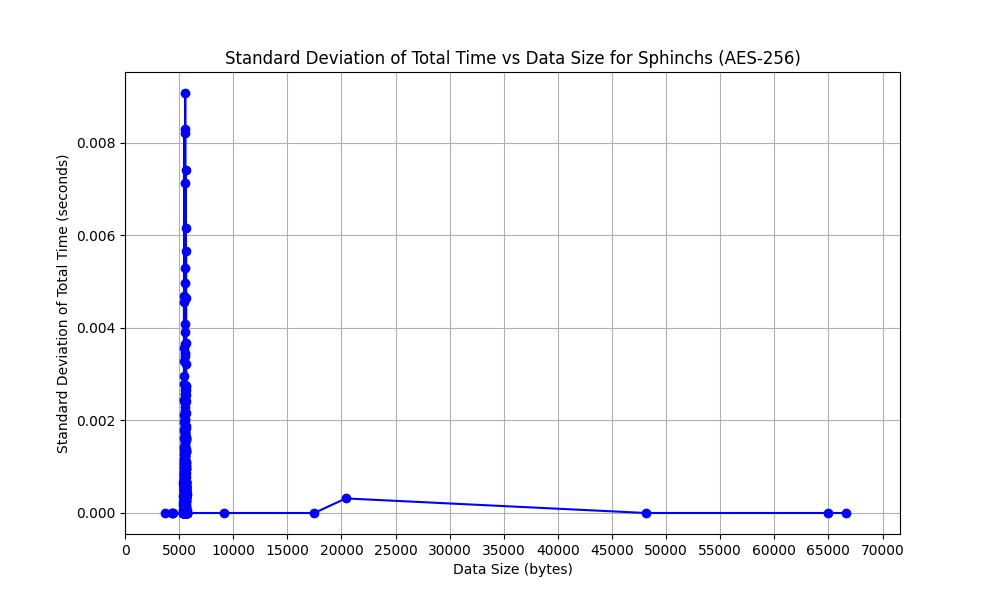 Standard Deviation of Total Time vs Data Size for Sphinchs (AES-256)
Standard Deviation of Total Time (seconds)
0.008
0.006
0.004
0.002
0.000
0 5000 10000 15000 20000 25000 30000 35000 40000 45000 50000 55000 60000 65000 70000
Data Size (bytes)